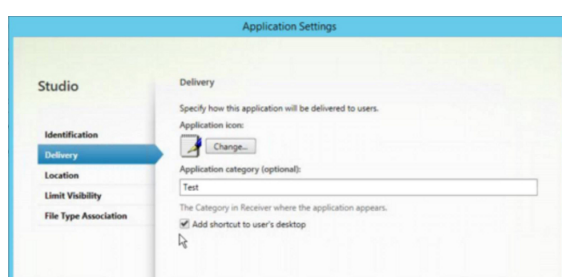 Application Settings
Studio
Identification
Delivery
Location
Limit Visibility
File Type Association
Delivery
Specify how this application will be delivered to users.
Application icon:
Change...
Application category (optional):
Test
The Category in Receiver where the application appears.
Add shortcut to user's desktop